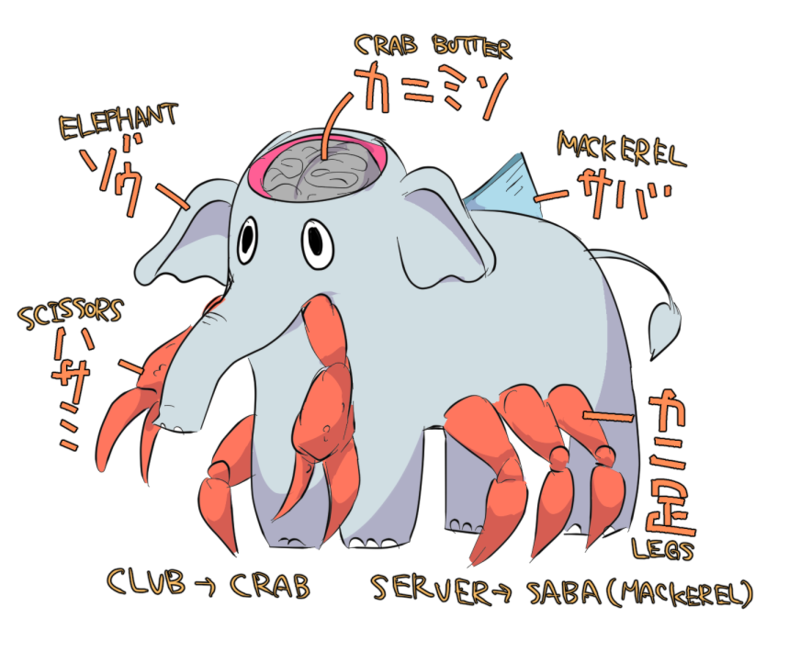 CRAB BUTTER
カニミソ
ELEPHANT
ゾウ
MACKEREL
サバ
SCISSORS
ハサミ
カニ足
LEGS
CLUB → CRAB
SERVER → SABA (MACKEREL)